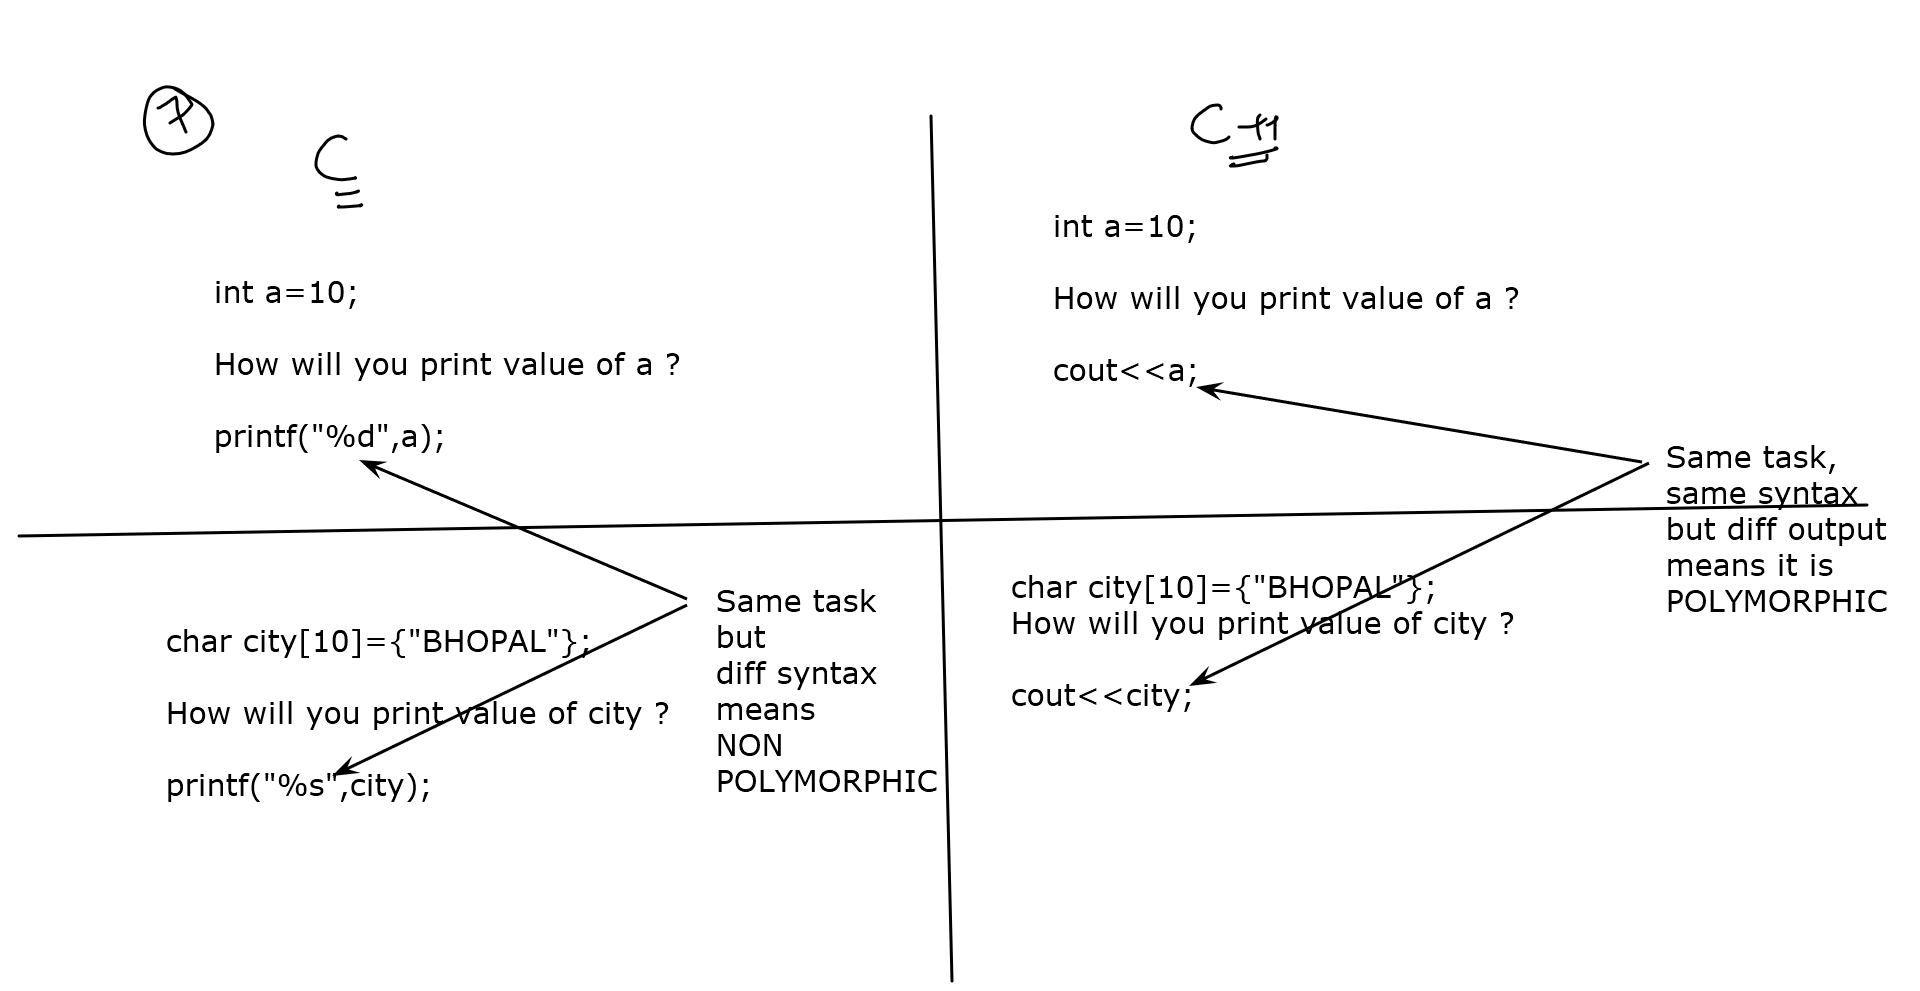 7
C
int a=10;
How will you print value of a ?
printf("%d",a);
char city[10]={"BHOPAL"};
How will you print value of city ?
printf("%s",city);
Same task
but
diff syntax
means
NON
POLYMORPHIC
C++
int a=10;
How will you print value of a ?
cout<<a;
char city[10]={"BHOPAL"};
How will you print value of city ?
cout<<city;
Same task,
same syntax
but diff output
means it is
POLYMORPHIC